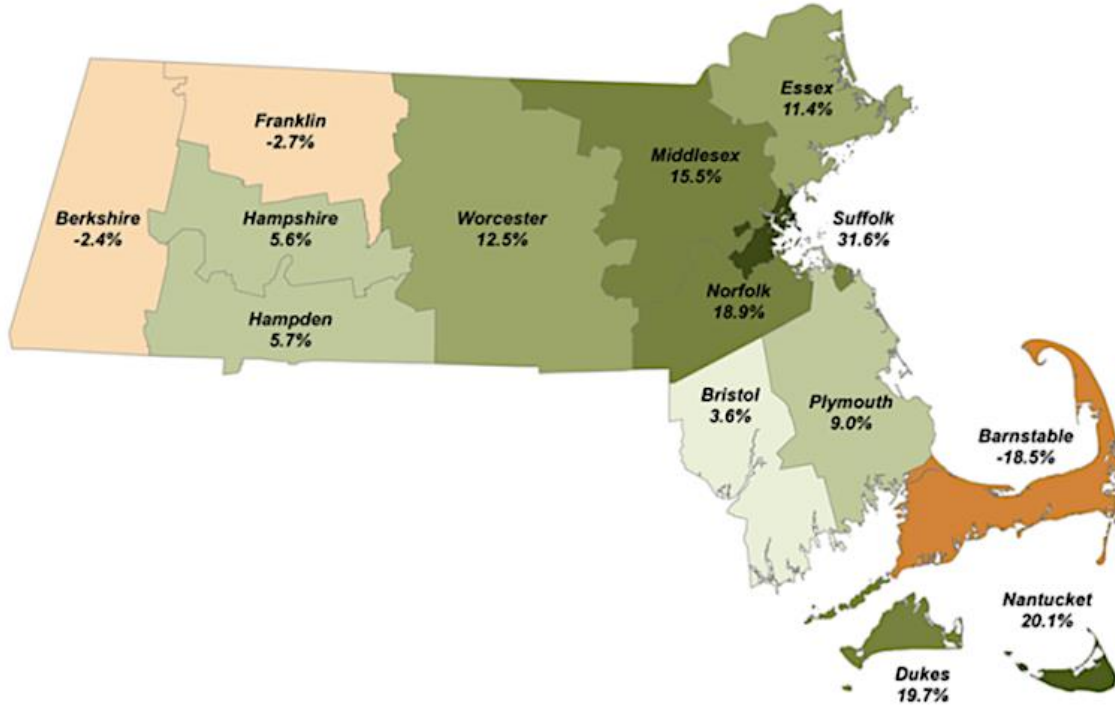 Essex
11.4%
Franklin
-2.7%
Middlesex
15.5%
Berkshire
-2.4%
Hampshire
5.6%
Worcester
12.5%
Suffolk
31.6%
Norfolk
18.9%
Hampden
5.7%
Bristol
3.6%
Plymouth
9.0%
Barnstable
-18.5%
Nantucket
20.1%
Dukes
19.7%